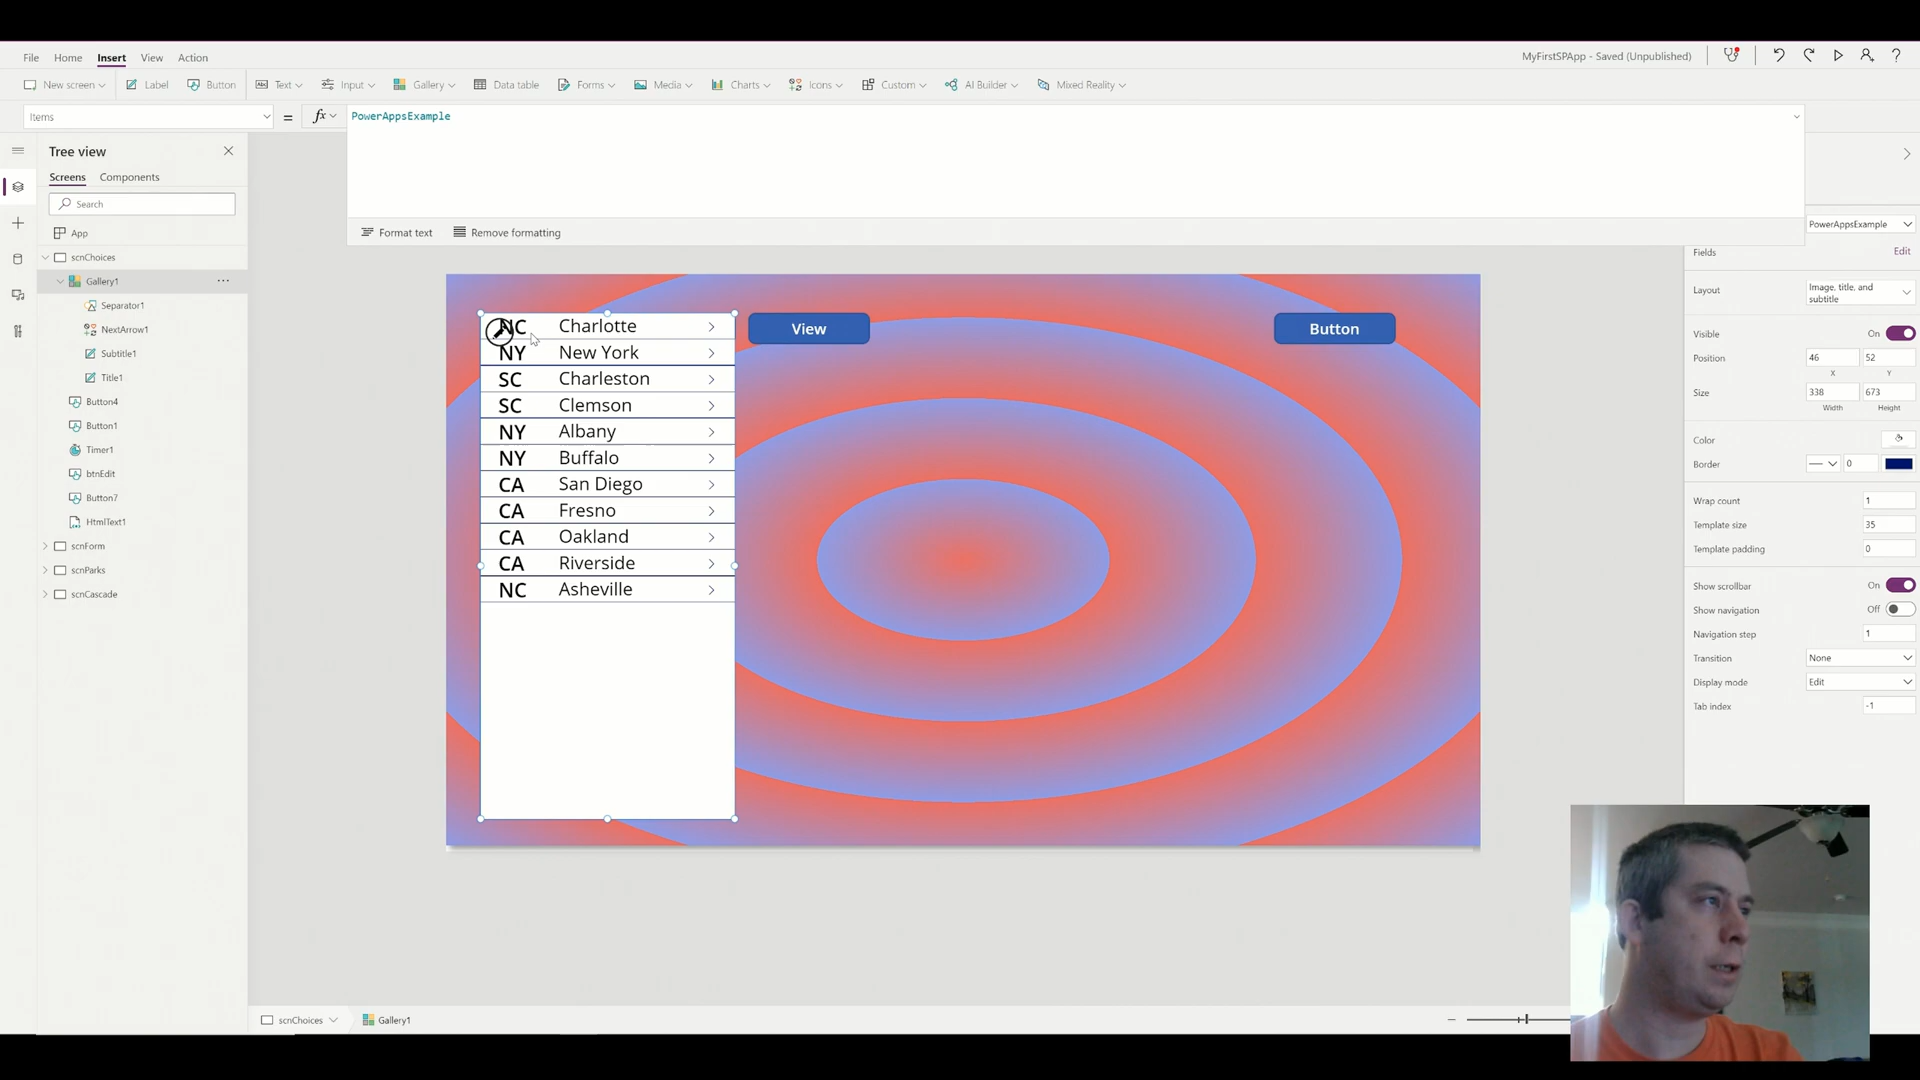 File Home Insert View Action
MyFirstSPApp - Saved (Unpublished)
New screen Label Button Text Input Gallery Data table Forms Media Charts Icons Custom AI Builder Mixed Reality
Items = fx PowerAppsExample
Tree view
Screens Components
Search
Format text Remove formatting
App
scnChoices
Gallery1
Separator1
NextArrow1
Subtitle1
Title1
Button4
Button1
Timer1
btnEdit
Button7
HtmlText1
scnForm
scnParks
scnCascade
NC Charlotte
NY New York
SC Charleston
SC Clemson
NY Albany
NY Buffalo
CA San Diego
CA Fresno
CA Oakland
CA Riverside
NC Asheville
View
Button
PowerAppsExample
Fields Edit
Layout Image, title, and
subtitle
Visible On
Position 46 52
X Y
Size 338 673
Width Height
Color
Border 0
Wrap count 1
Template size 35
Template padding 0
Show scrollbar On
Show navigation Off
Navigation step 1
Transition None
Display mode Edit
Tab index -1
scnChoices Gallery1